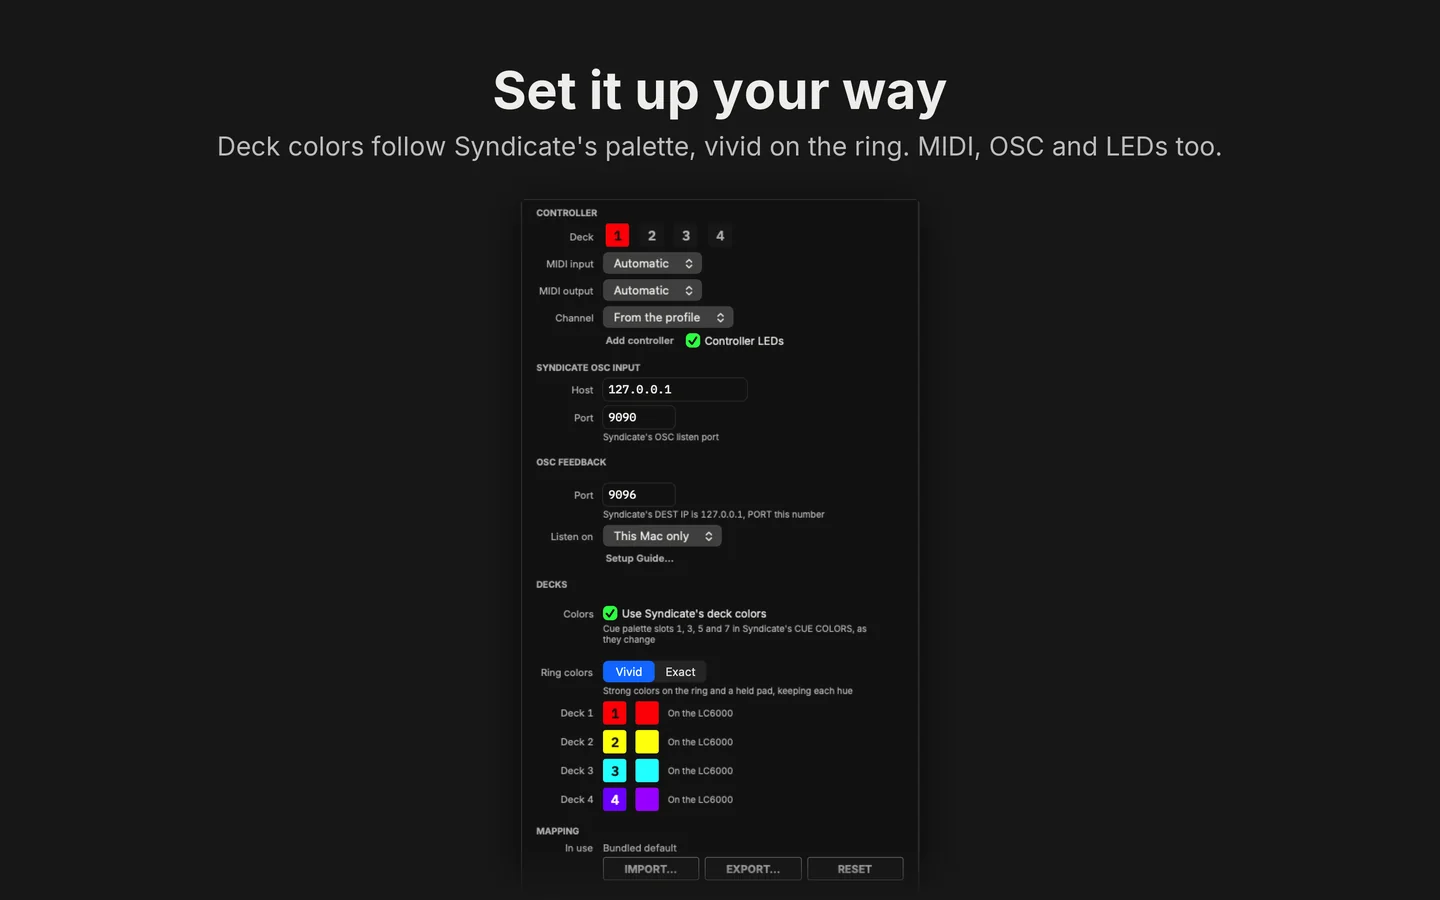 Set it up your way
Deck colors follow Syndicate's palette, vivid on the ring. MIDI, OSC and LEDs too.
CONTROLLER
Deck 1 2 3 4
MIDI input Automatic
MIDI output Automatic
Channel From the profile
Add controller Controller LEDs
SYNDICATE OSC INPUT
Host 127.0.0.1
Port 9090
Syndicate's OSC listen port
OSC FEEDBACK
Port 9096
Syndicate's DEST IP is 127.0.0.1, PORT this number
Listen on This Mac only
Setup Guide...
DECKS
Colors Use Syndicate's deck colors
Cue palette slots 1, 3, 5 and 7 in Syndicate's CUE COLORS, as
they change
Ring colors Vivid Exact
Strong colors on the ring and a held pad, keeping each hue
Deck 1 1 On the LC6000
Deck 2 2 On the LC6000
Deck 3 3 On the LC6000
Deck 4 4 On the LC6000
MAPPING
In use Bundled default
IMPORT... EXPORT... RESET